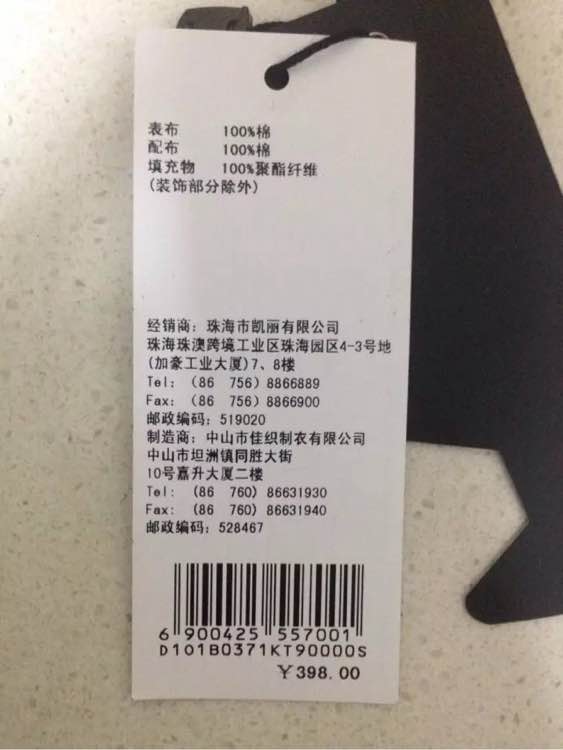 表布 100%棉
配布 100%棉
填充物 100%聚酯纤维
(装饰部分除外)
经销商: 珠海市凯丽有限公司
珠海珠澳跨境工业区珠海园区4-3号地
(加豪工业大厦)7、8楼
Tel: (86 756) 8866889
Fax: (86 756) 8866900
邮政编码: 519020
制造商: 中山市佳织制衣有限公司
中山市坦洲镇同胜大街
10号嘉升大厦二楼
Tel: (86 760) 86631930
Fax: (86 760) 86631940
邮政编码: 528467
6 900425 557001
D101B0371KT90000S
¥398.00